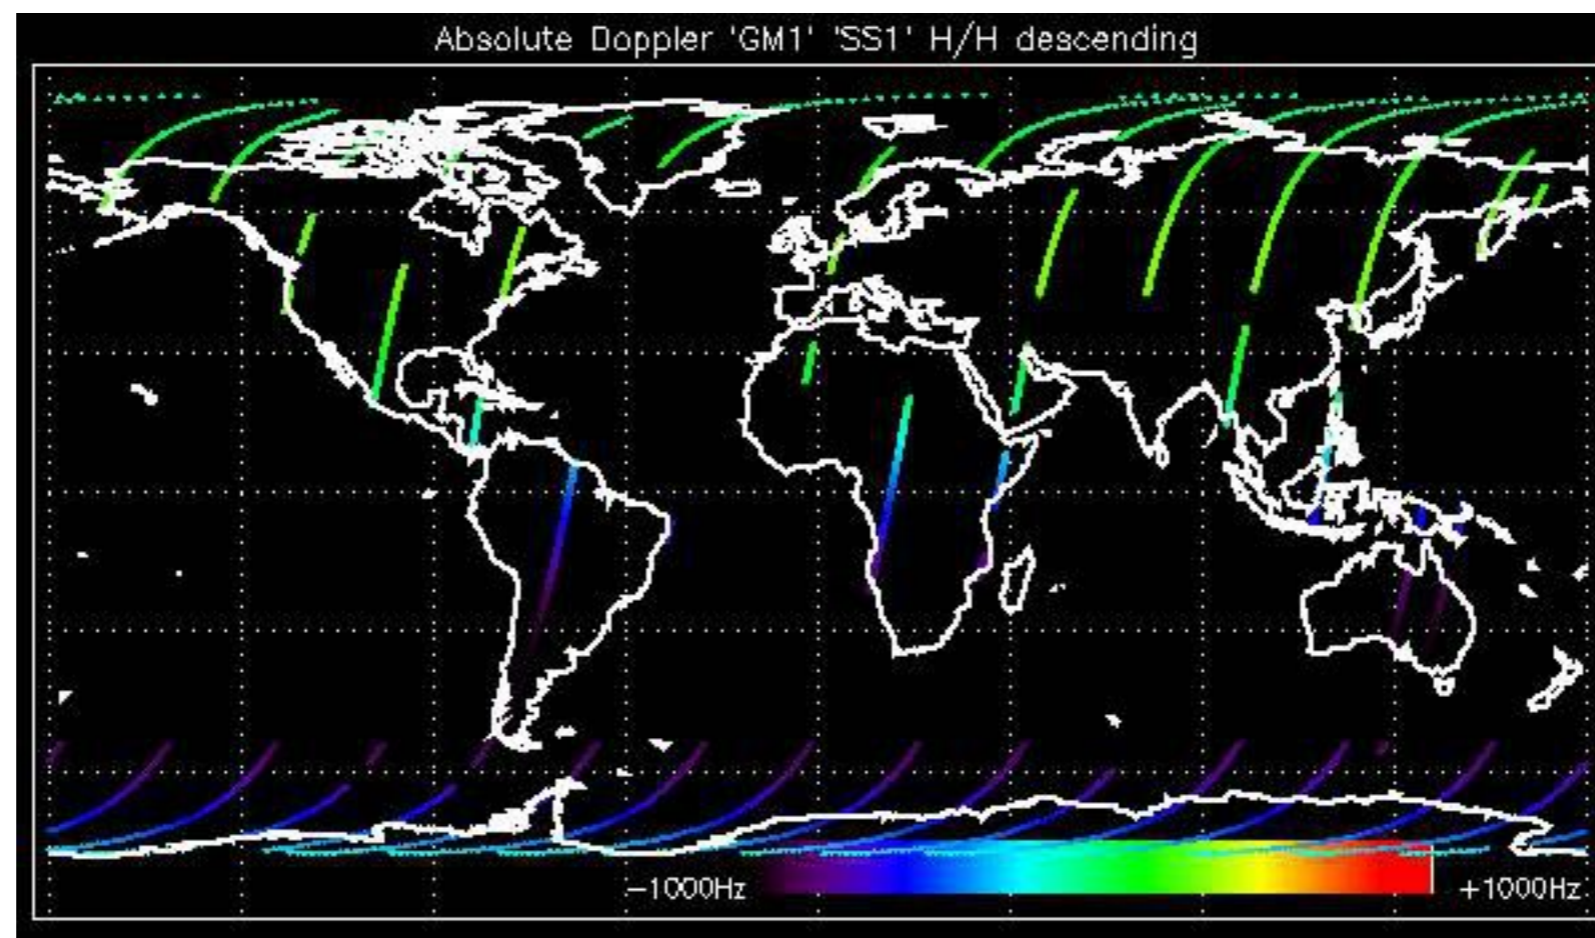 Absolute Doppler 'GM1' 'SS1' H/H descending
-1000Hz
+1000Hz